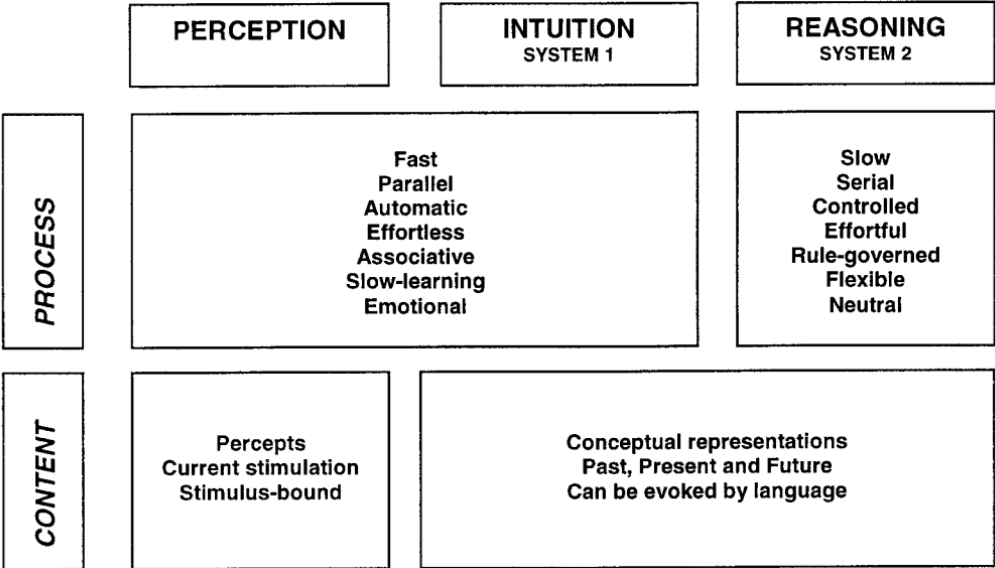 PERCEPTION
INTUITION
SYSTEM 1
REASONING
SYSTEM 2
PROCESS
Fast
Parallel
Automatic
Effortless
Associative
Slow-learning
Emotional
Slow
Serial
Controlled
Effortful
Rule-governed
Flexible
Neutral
CONTENT
Percepts
Current stimulation
Stimulus-bound
Conceptual representations
Past, Present and Future
Can be evoked by language